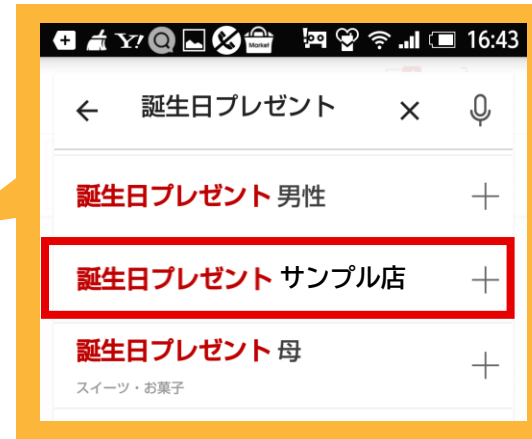 Y! Market 16:43
誕生日プレゼント
誕生日プレゼント 男性
誕生日プレゼント サンプル店
誕生日プレゼント 母
スイーツ・お菓子